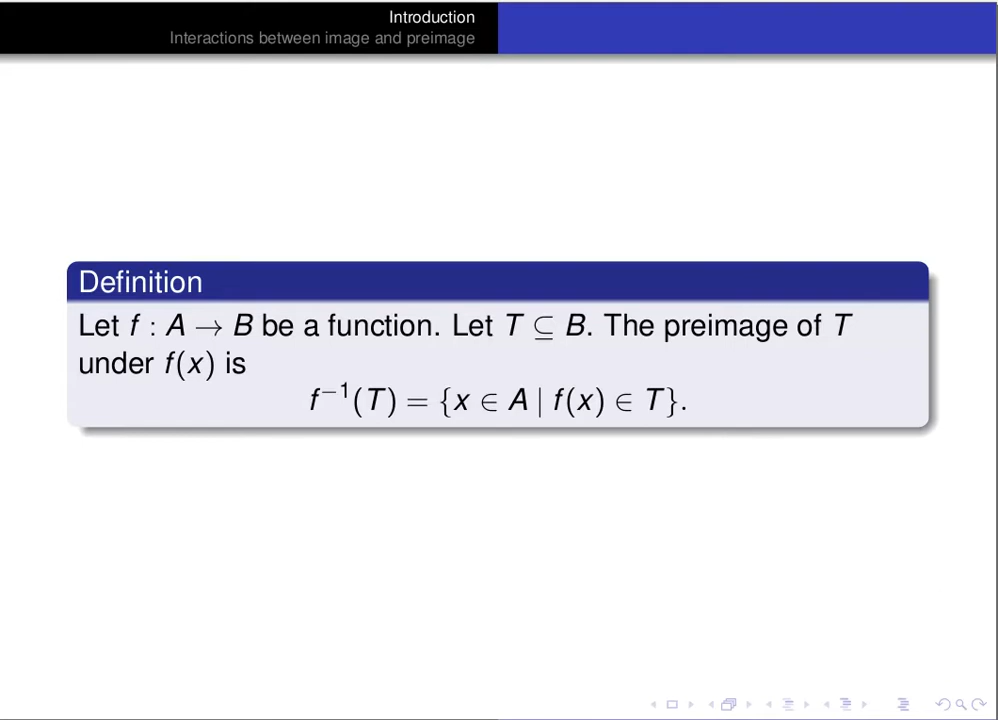 Introduction
Interactions between image and preimage
Definition
Let f : A → B be a function. Let T ⊆ B. The preimage of T
under f(x) is
f⁻¹(T) = {x ∈ A | f(x) ∈ T}.